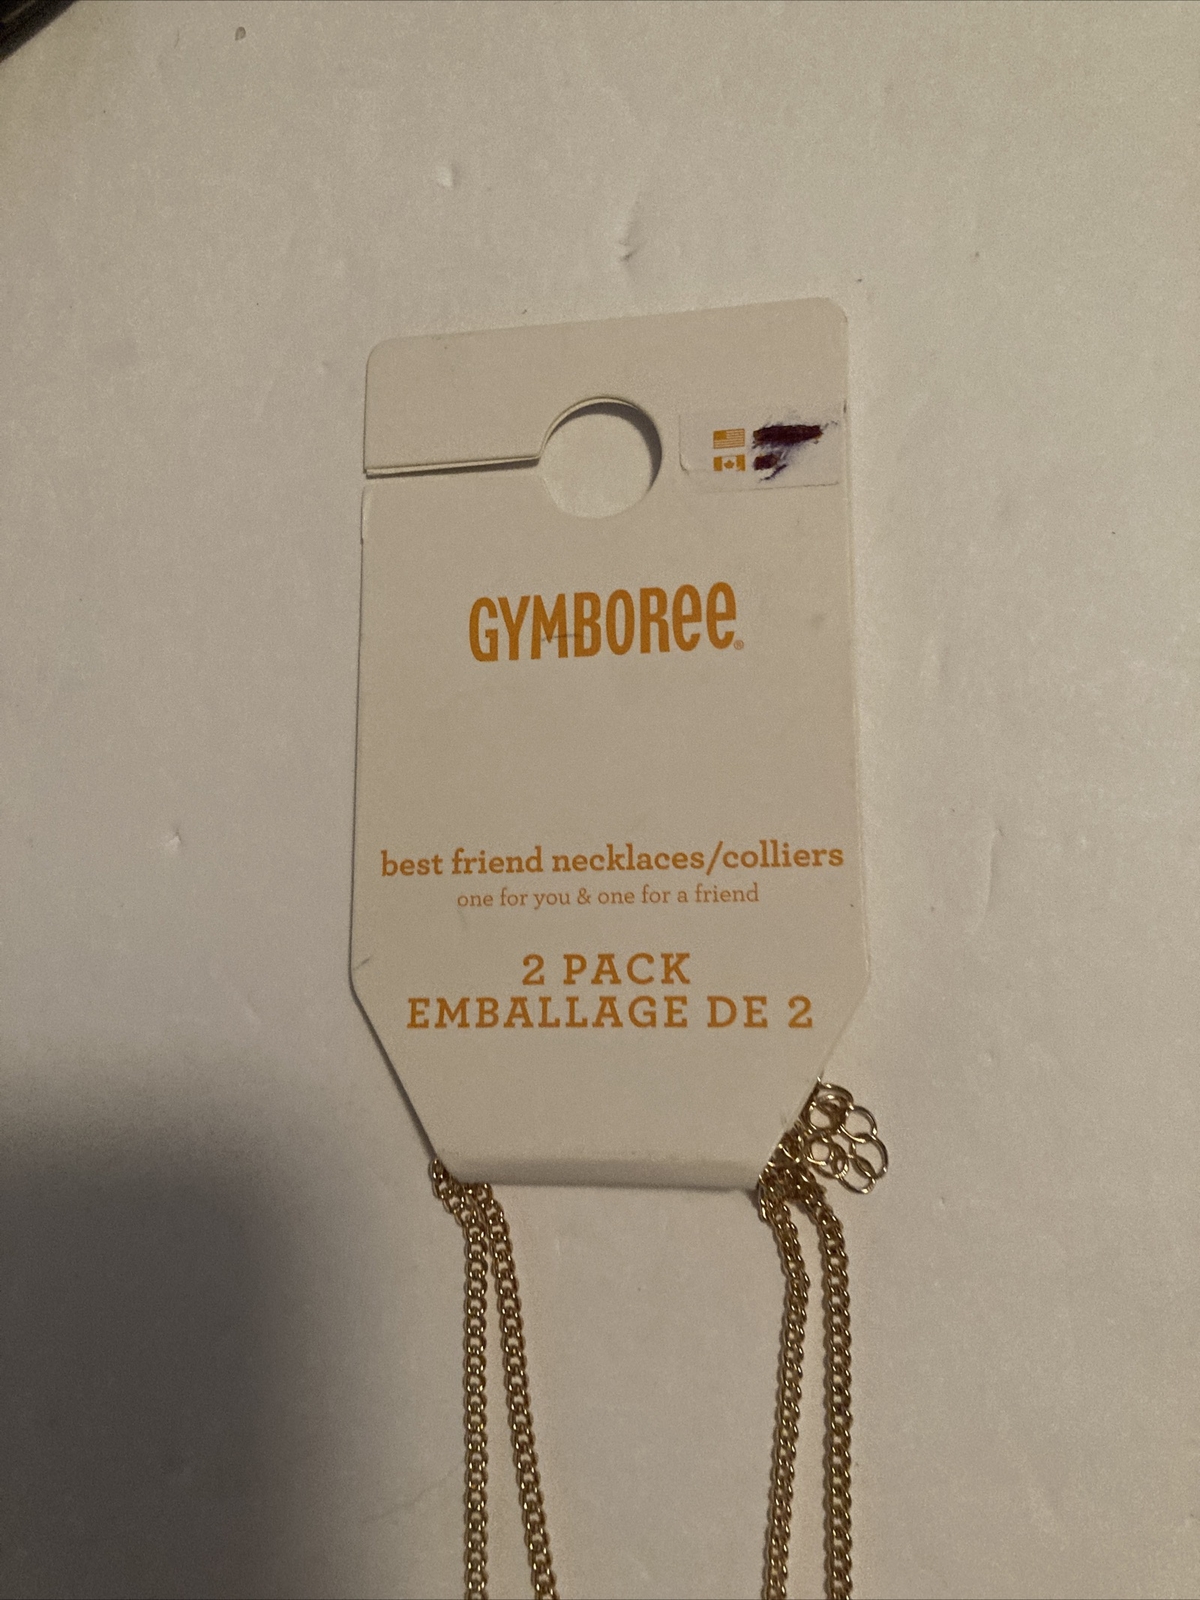 GYMBOREE®
best friend necklaces/colliers
one for you & one for a friend
2 PACK
EMBALLAGE DE 2